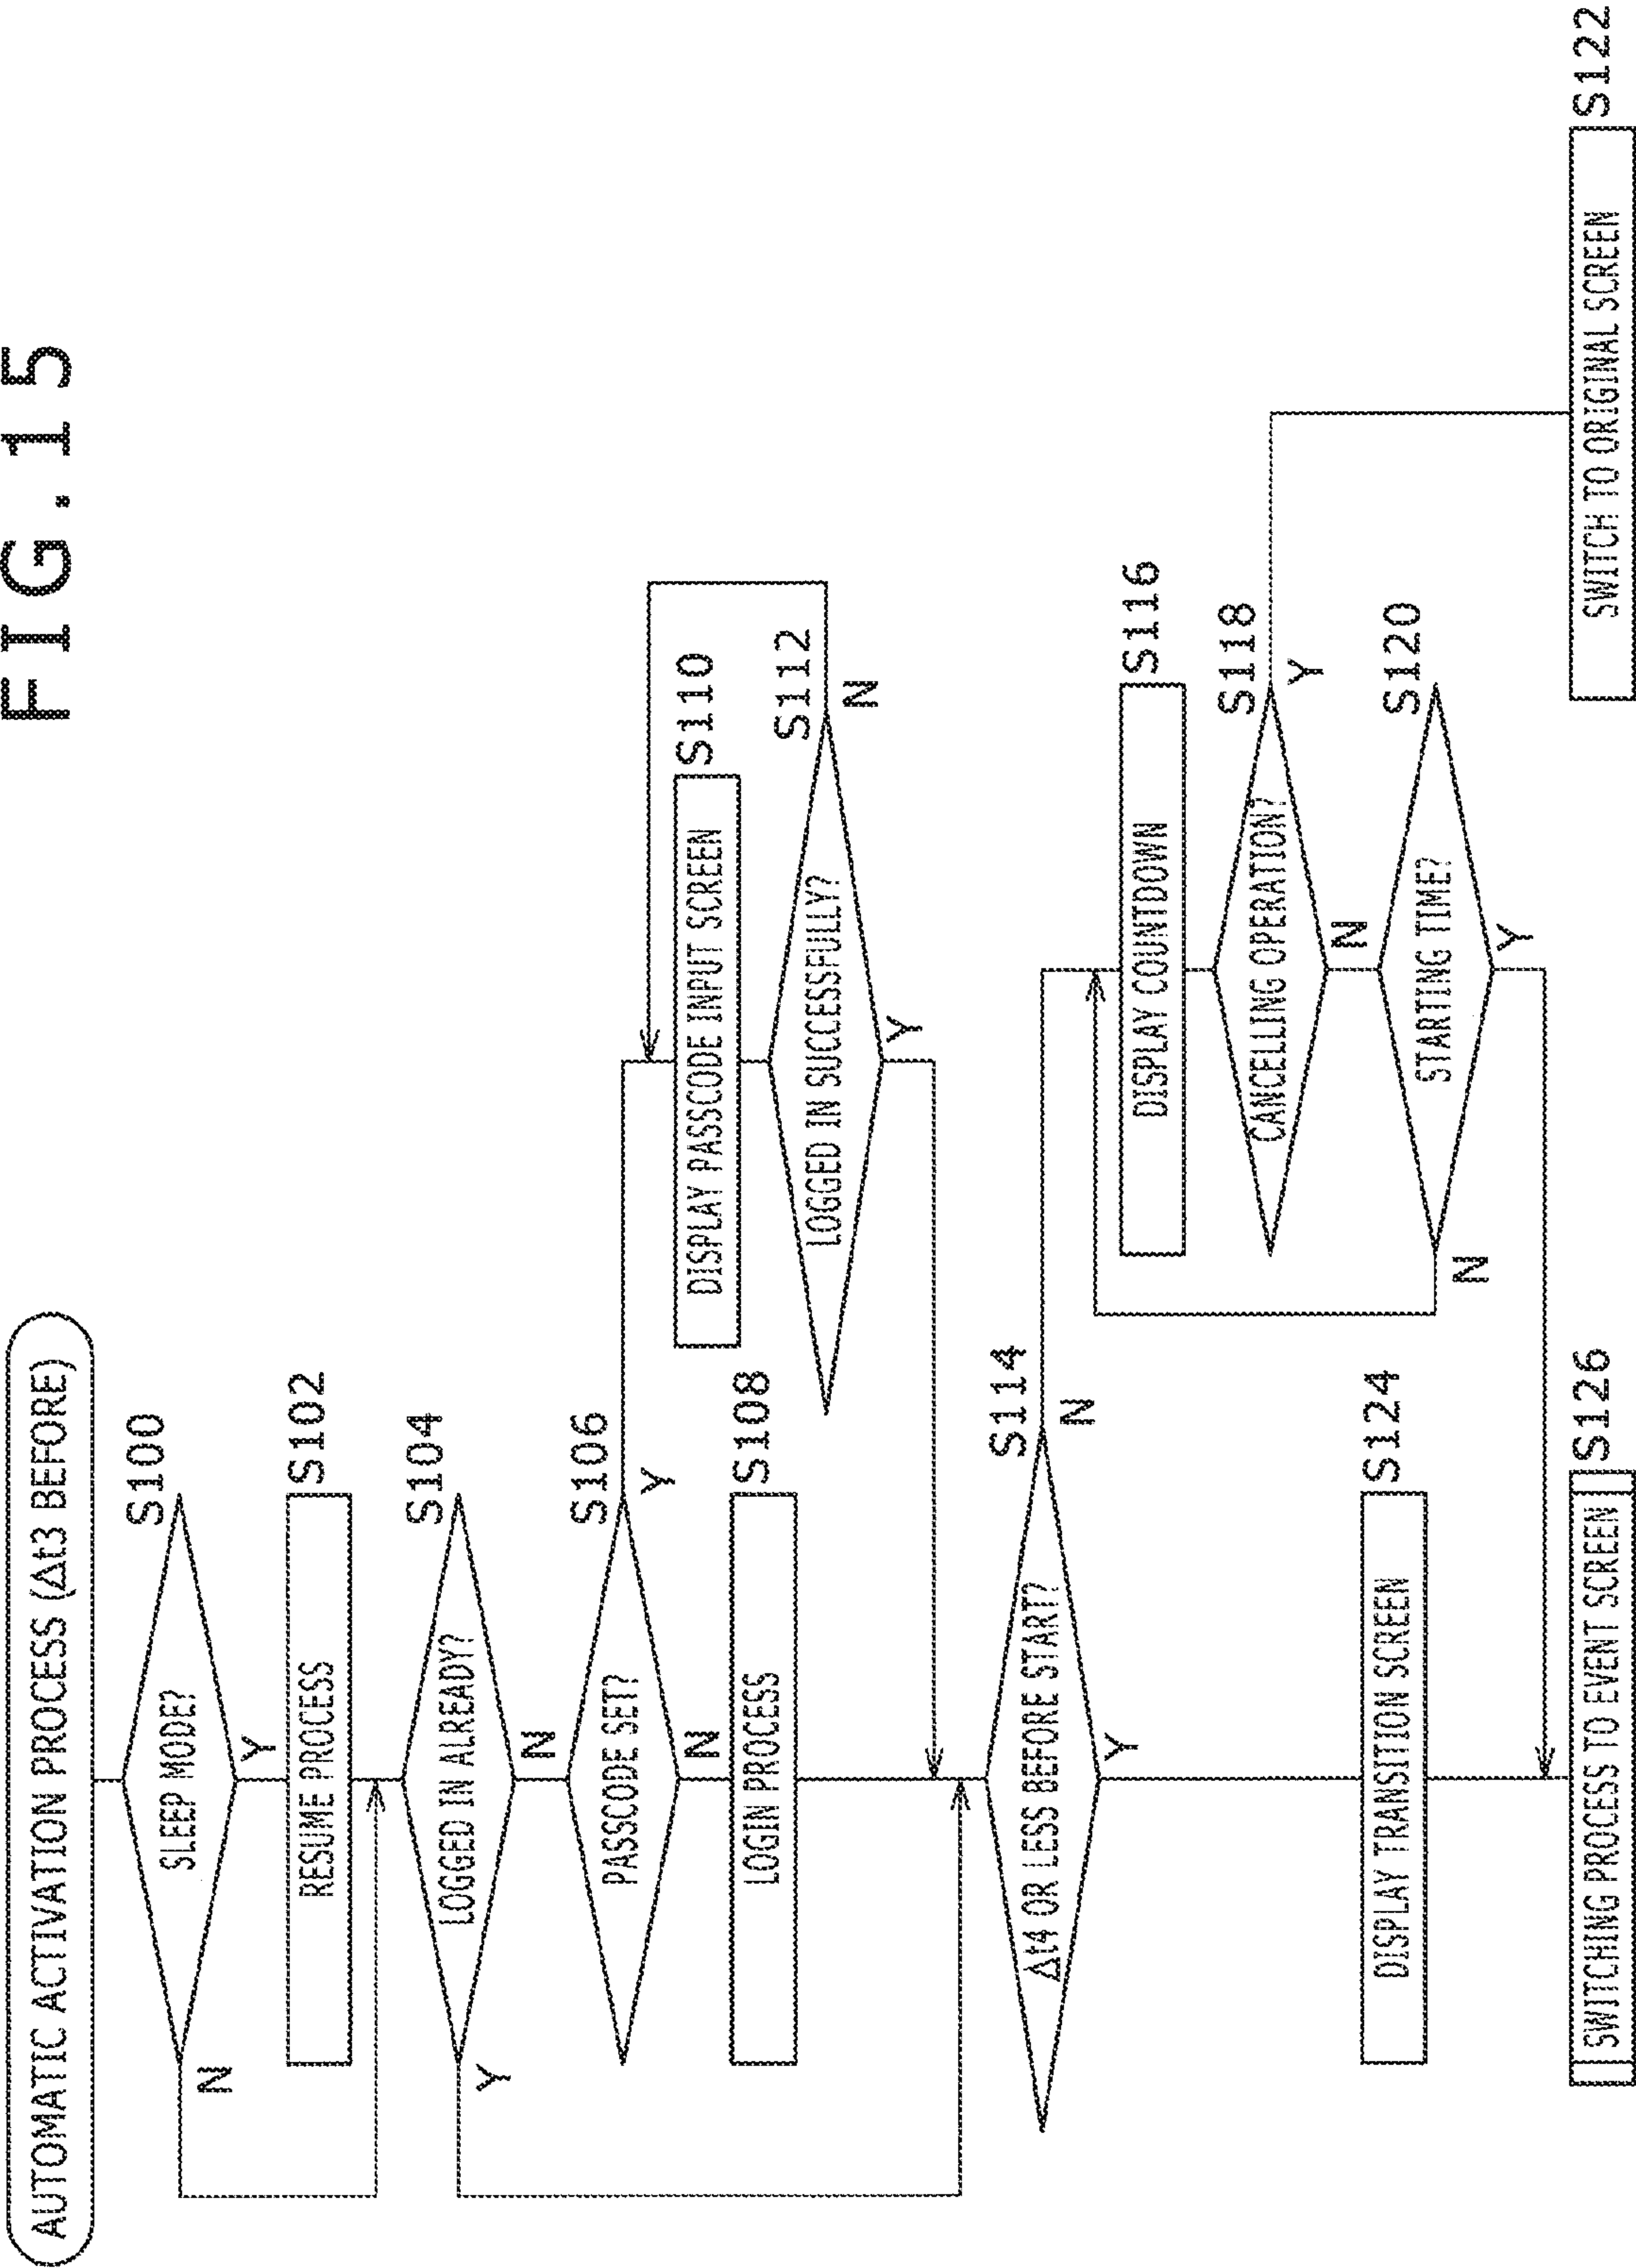 FIG.15
AUTOMATIC ACTIVATION PROCESS (Δt3 BEFORE)
S100
SLEEP MODE?
N
Y
S102
RESUME PROCESS
S104
LOGGED IN ALREADY?
Y
N
S106
PASSCODE SET?
Y
N
S108
LOGIN PROCESS
S110
DISPLAY PASSCODE INPUT SCREEN
S112
LOGGED IN SUCCESSFULLY?
N
Y
S114
Δt4 OR LESS BEFORE START?
N
Y
S116
DISPLAY COUNTDOWN
S118
CANCELLING OPERATION?
Y
N
S120
STARTING TIME?
N
Y
S124
DISPLAY TRANSITION SCREEN
S126
SWITCHING PROCESS TO EVENT SCREEN
S122
SWITCH TO ORIGINAL SCREEN